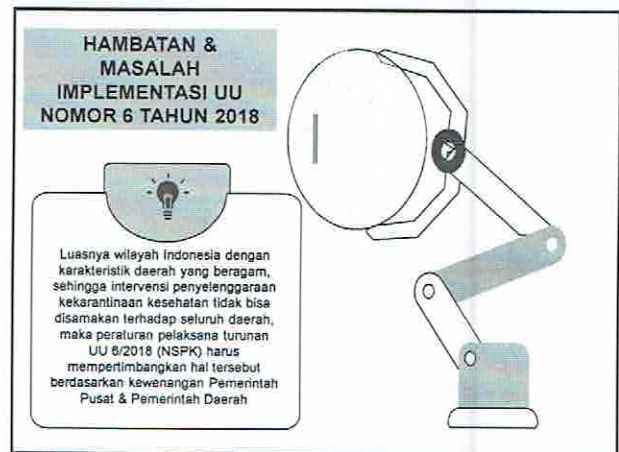 HAMBATAN &
MASALAH
IMPLEMENTASI UU
NOMOR 6 TAHUN 2018
Luasnya wilayah Indonesia dengan
karakteristik daerah yang beragam,
sehingga intervensi penyelenggaraan
kekarantinaan kesehatan tidak bisa
disamakan terhadap seluruh daerah,
maka peraturan pelaksana turunan
UU 6/2018 (NSPK) harus
mempertimbangkan hal tersebut
berdasarkan kewenangan Pemerintah
Pusat & Pemerintah Daerah